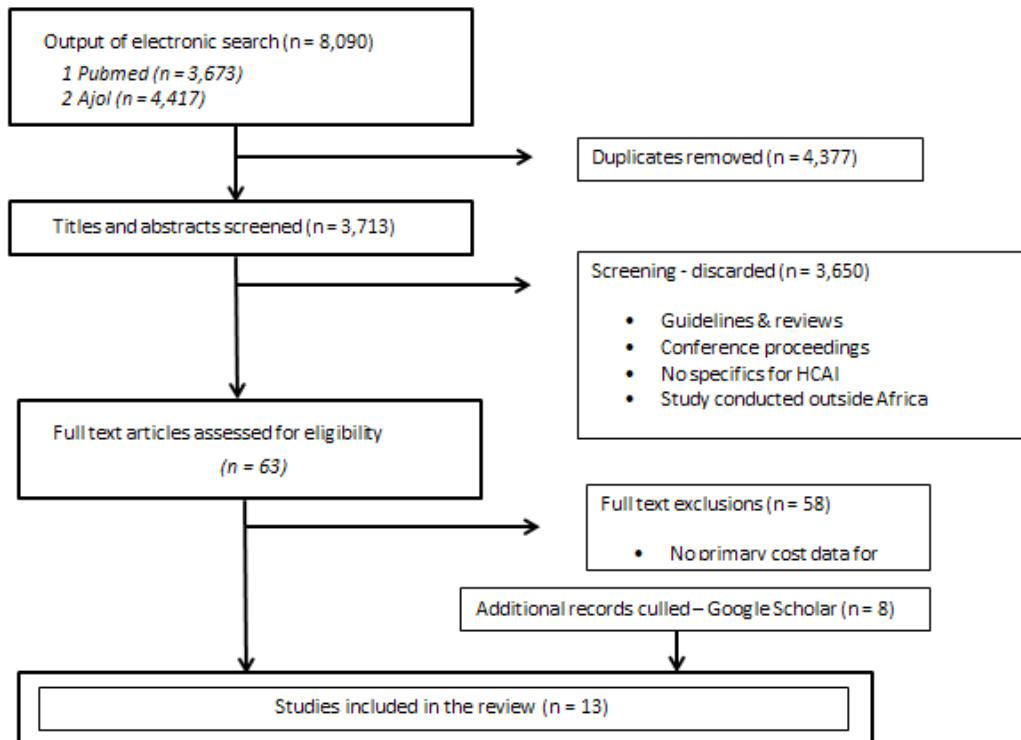 Output of electronic search (n = 8,090)
1 Pubmed (n = 3,673)
2 Ajol (n = 4,417)
Duplicates removed (n = 4,377)
Titles and abstracts screened (n = 3,713)
Screening - discarded (n = 3,650)
• Guidelines & reviews
• Conference proceedings
• No specifics for HCAI
• Study conducted outside Africa
Full text articles assessed for eligibility
(n = 63)
Full text exclusions (n = 58)
• No primary cost data for
Additional records culled – Google Scholar (n = 8)
Studies included in the review (n = 13)